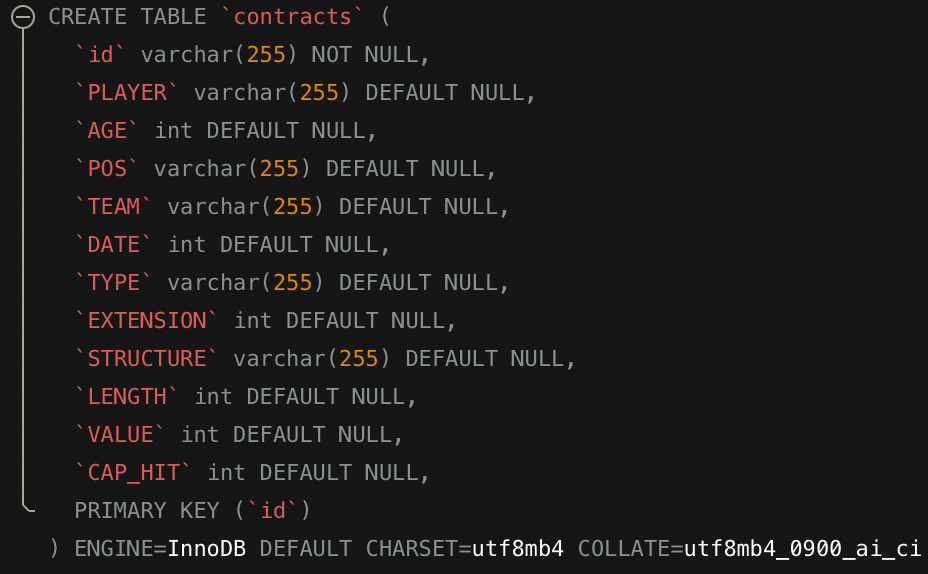 CREATE TABLE `contracts` (
`id` varchar(255) NOT NULL,
`PLAYER` varchar(255) DEFAULT NULL,
`AGE` int DEFAULT NULL,
`POS` varchar(255) DEFAULT NULL,
`TEAM` varchar(255) DEFAULT NULL,
`DATE` int DEFAULT NULL,
`TYPE` varchar(255) DEFAULT NULL,
`EXTENSION` int DEFAULT NULL,
`STRUCTURE` varchar(255) DEFAULT NULL,
`LENGTH` int DEFAULT NULL,
`VALUE` int DEFAULT NULL,
`CAP_HIT` int DEFAULT NULL,
PRIMARY KEY (`id`)
) ENGINE=InnoDB DEFAULT CHARSET=utf8mb4 COLLATE=utf8mb4_0900_ai_ci